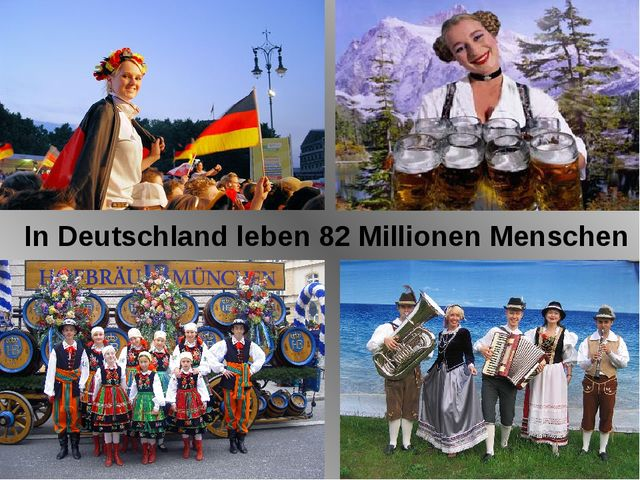 In Deutschland leben 82 Millionen Menschen
HOFBRÄU MÜNCHEN